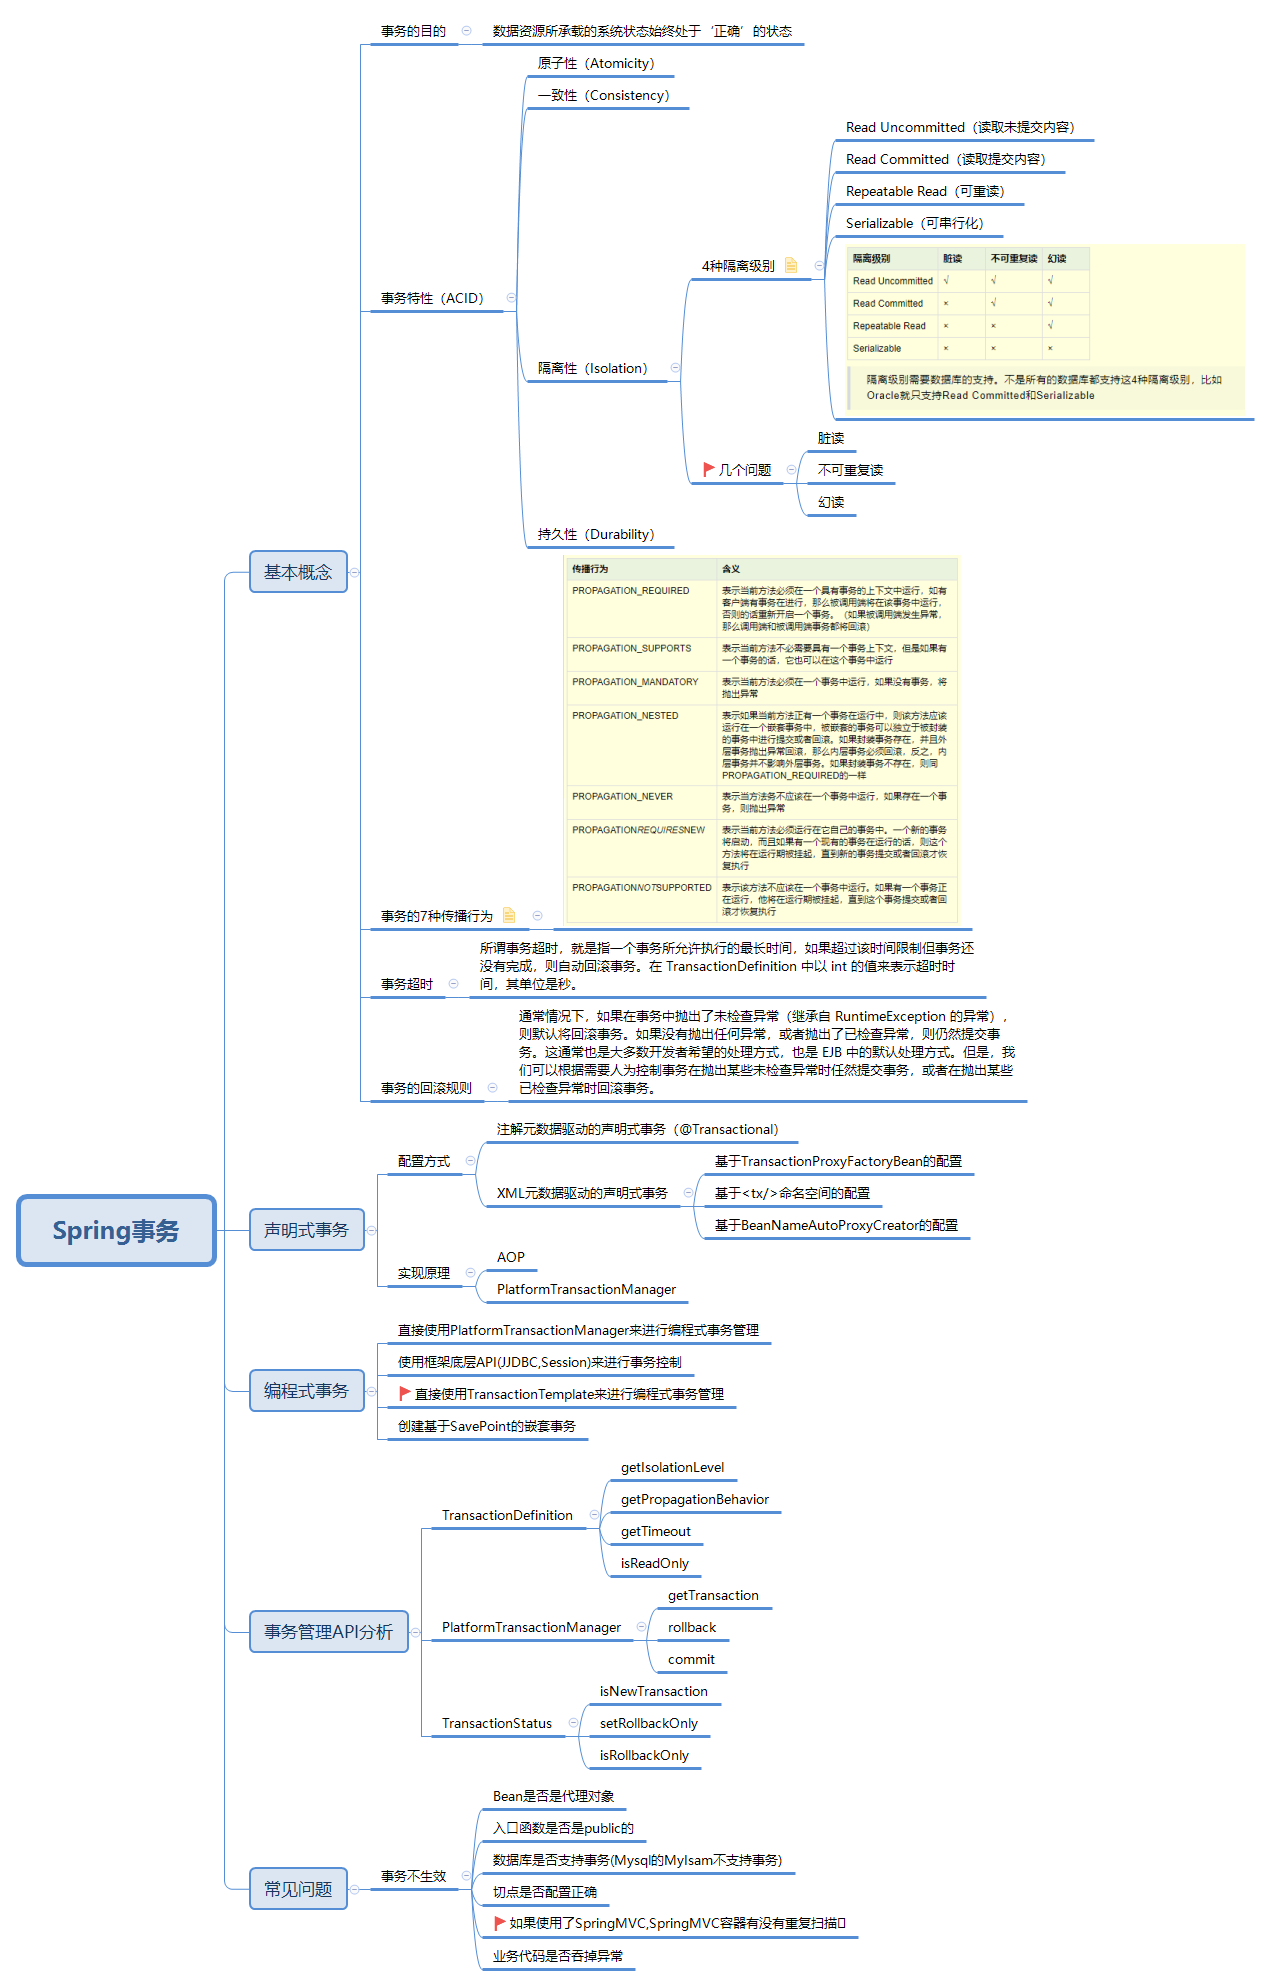 Spring事务
基本概念
事务的目的
数据资源所承载的系统状态始终处于‘正确’的状态
事务特性（ACID）
原子性（Atomicity）
一致性（Consistency）
隔离性（Isolation）
4种隔离级别
Read Uncommitted（读取未提交内容）
Read Committed（读取提交内容）
Repeatable Read（可重读）
Serializable（可串行化）
隔离级别 脏读 不可重复读 幻读
Read Uncommitted √ √ √
Read Committed × √ √
Repeatable Read × × √
Serializable × × ×
隔离级别需要数据库的支持。不是所有的数据库都支持这4种隔离级别，比如
Oracle就只支持Read Committed和Serializable
几个问题
脏读
不可重复读
幻读
持久性（Durability）
事务的7种传播行为
传播行为 含义
PROPAGATION_REQUIRED 表示当前方法必须在一个具有事务的上下文中运行，如有
客户端有事务在进行，那么被调用端将在该事务中运行，
否则的话重新开启一个事务。（如果被调用端发生异常，
那么调用端和被调用端事务都将回滚）
PROPAGATION_SUPPORTS 表示当前方法不必需要具有一个事务上下文，但是如果有
一个事务的话，它也可以在这个事务中运行
PROPAGATION_MANDATORY 表示当前方法必须在一个事务中运行，如果没有事务，将
抛出异常
PROPAGATION_NESTED 表示如果当前方法正有一个事务在运行中，则该方法应该
运行在一个嵌套事务中，被嵌套的事务可以独立于被封装
的事务中进行提交或者回滚。如果封装事务存在，并且外
层事务抛出异常回滚，那么内层事务必须回滚，反之，内
层事务并不影响外层事务。如果封装事务不存在，则同
PROPAGATION_REQUIRED的一样
PROPAGATION_NEVER 表示当方法务不应该在一个事务中运行，如果存在一个事
务，则抛出异常
PROPAGATIONREQUIRESNEW 表示当前方法必须运行在它自己的事务中。一个新的事务
将启动，而且如果有一个现有的事务在运行的话，则这个
方法将在运行期被挂起，直到新的事务提交或者回滚才恢
复执行
PROPAGATIONNOTSUPPORTED 表示该方法不应该在一个事务中运行。如果有一个事务正
在运行，他将在运行期被挂起，直到这个事务提交或者回
滚才恢复执行
事务超时
所谓事务超时，就是指一个事务所允许执行的最长时间，如果超过该时间限制但事务还
没有完成，则自动回滚事务。在 TransactionDefinition 中以 int 的值来表示超时时
间，其单位是秒。
事务的回滚规则
通常情况下，如果在事务中抛出了未检查异常（继承自 RuntimeException 的异常），
则默认将回滚事务。如果没有抛出任何异常，或者抛出了已检查异常，则仍然提交事
务。这通常也是大多数开发者希望的处理方式，也是 EJB 中的默认处理方式。但是，我
们可以根据需要人为控制事务在抛出某些未检查异常时任然提交事务，或者在抛出某些
已检查异常时回滚事务。
声明式事务
配置方式
注解元数据驱动的声明式事务（@Transactional）
XML元数据驱动的声明式事务
基于TransactionProxyFactoryBean的配置
基于<tx/>命名空间的配置
基于BeanNameAutoProxyCreator的配置
实现原理
AOP
PlatformTransactionManager
编程式事务
直接使用PlatformTransactionManager来进行编程式事务管理
使用框架底层API(JJDBC,Session)来进行事务控制
直接使用TransactionTemplate来进行编程式事务管理
创建基于SavePoint的嵌套事务
事务管理API分析
TransactionDefinition
getIsolationLevel
getPropagationBehavior
getTimeout
isReadOnly
PlatformTransactionManager
getTransaction
rollback
commit
TransactionStatus
isNewTransaction
setRollbackOnly
isRollbackOnly
常见问题
事务不生效
Bean是否是代理对象
入口函数是否是public的
数据库是否支持事务(Mysql的MyIsam不支持事务)
切点是否配置正确
如果使用了SpringMVC,SpringMVC容器有没有重复扫描
业务代码是否吞掉异常